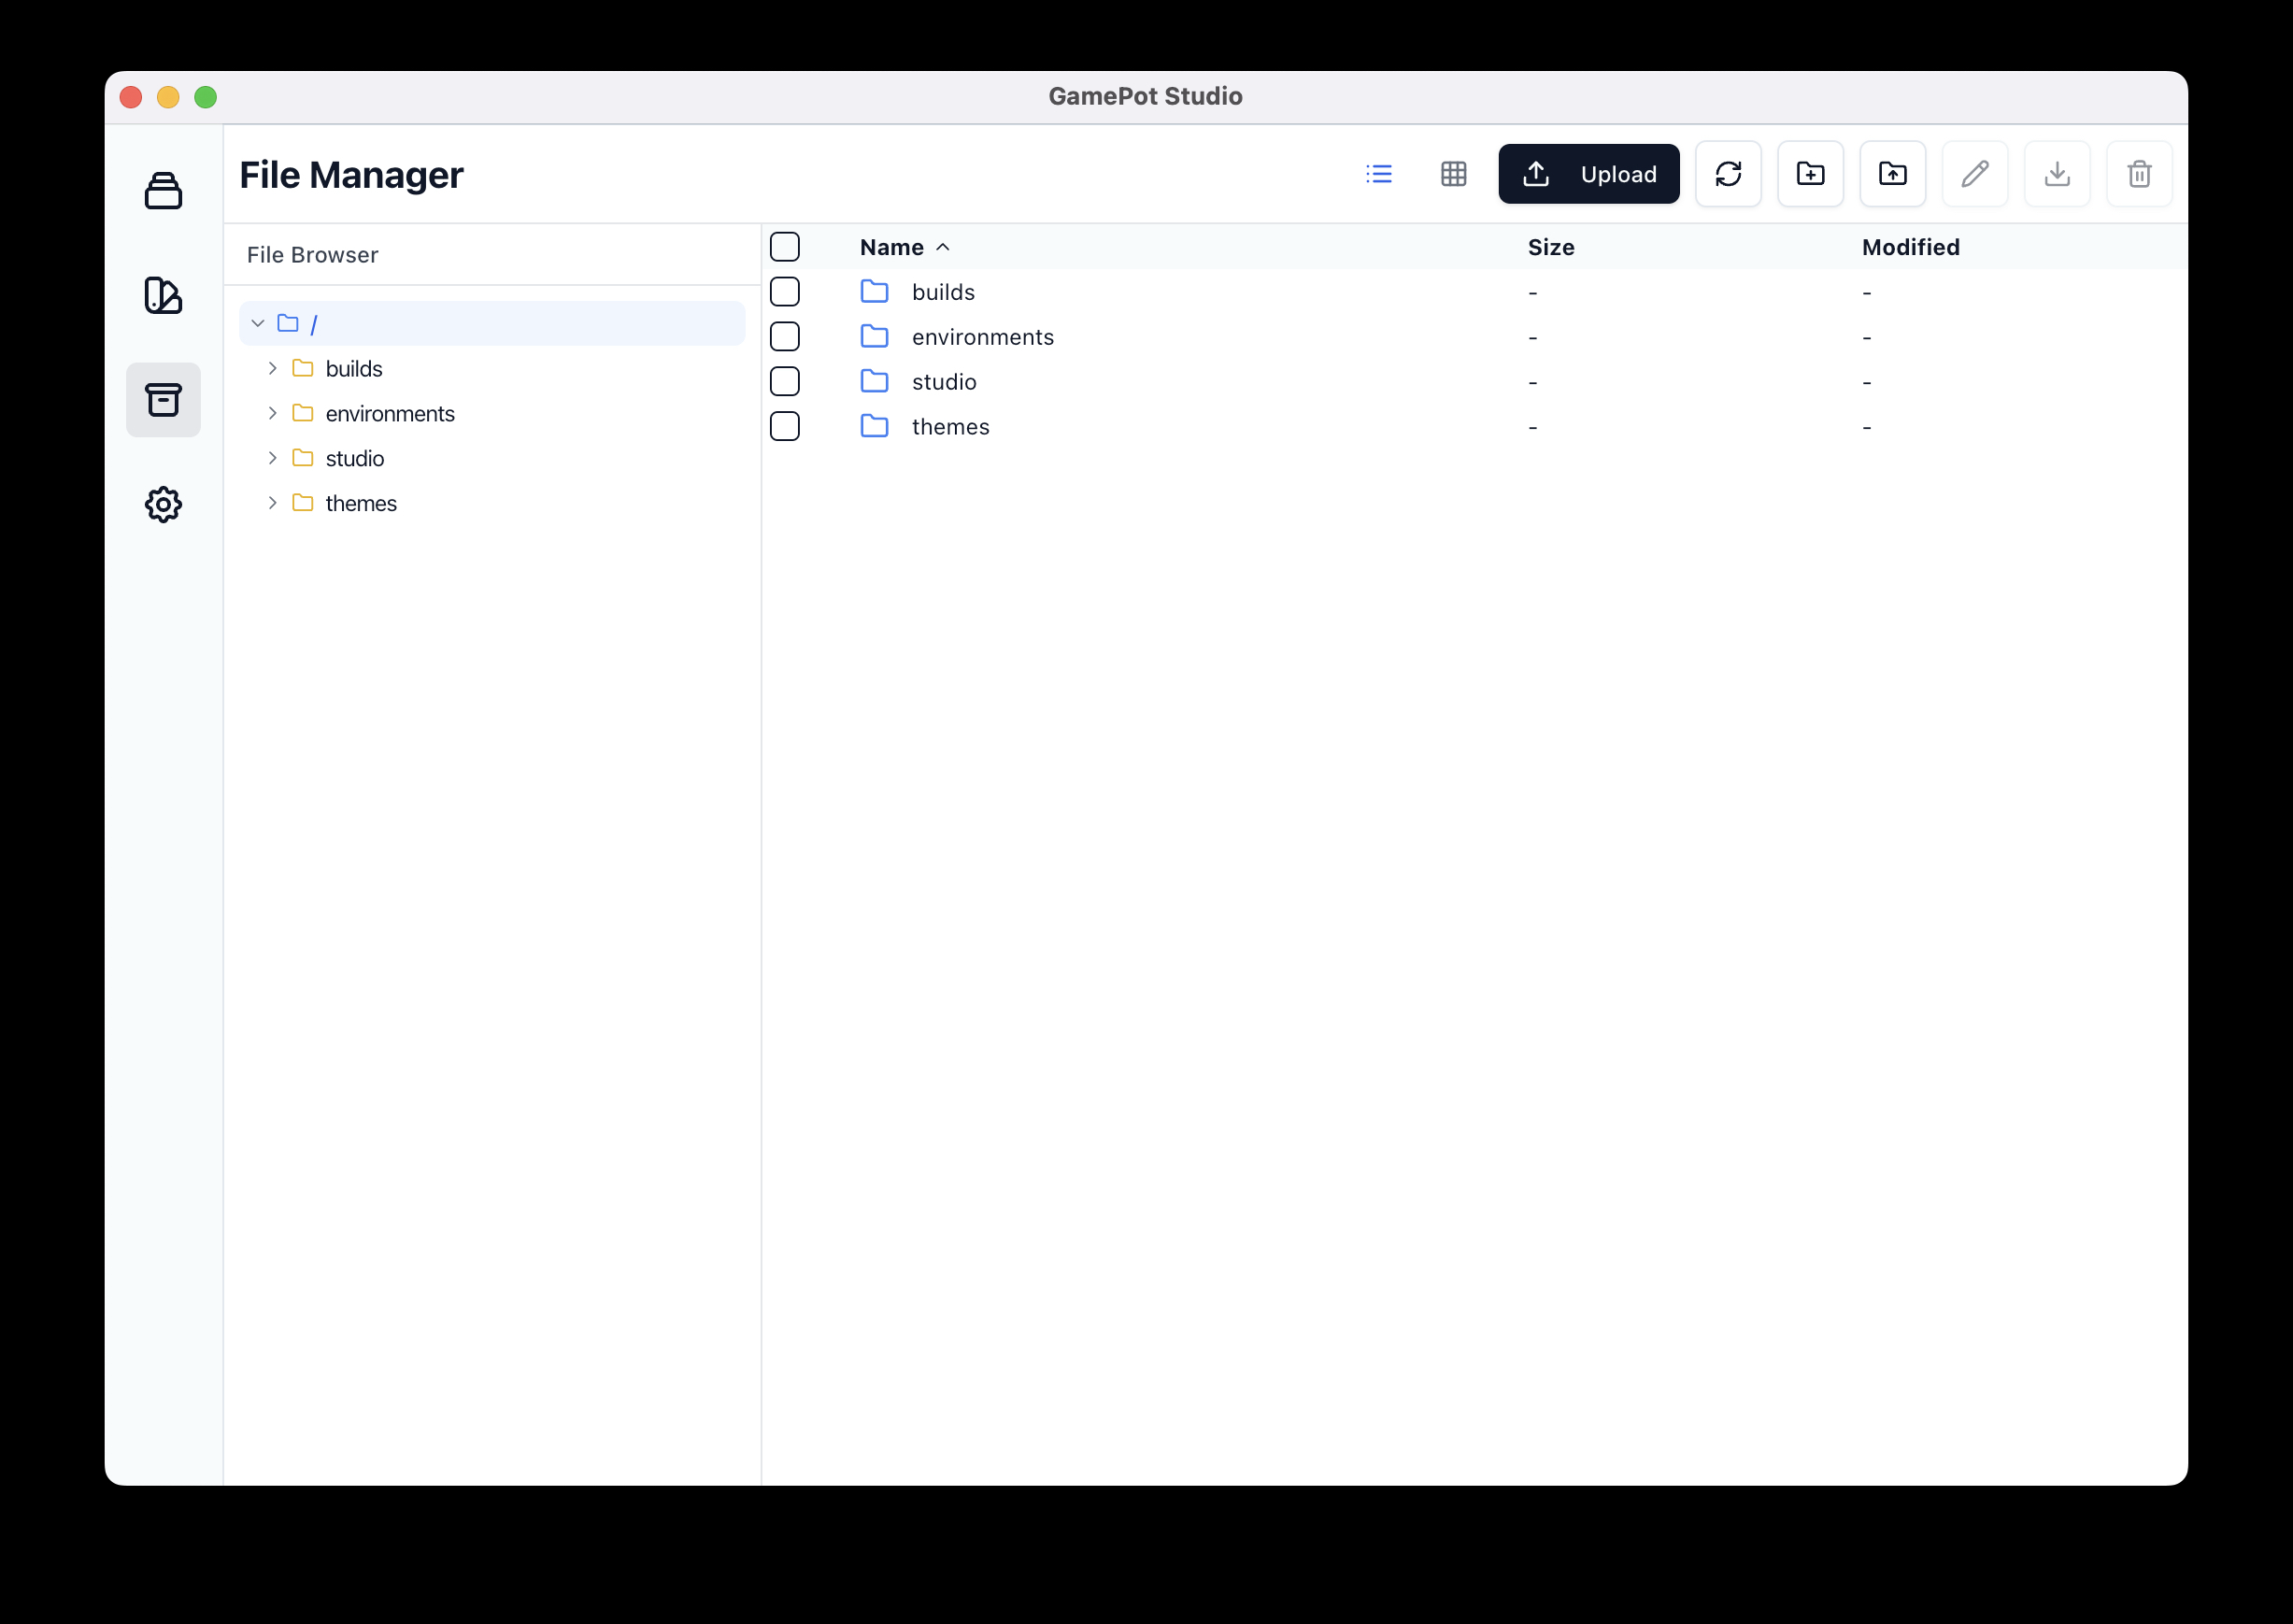 GamePot Studio
File Manager
Upload
File Browser
/
builds
environments
studio
themes
Name Size Modified
builds - -
environments - -
studio - -
themes - -